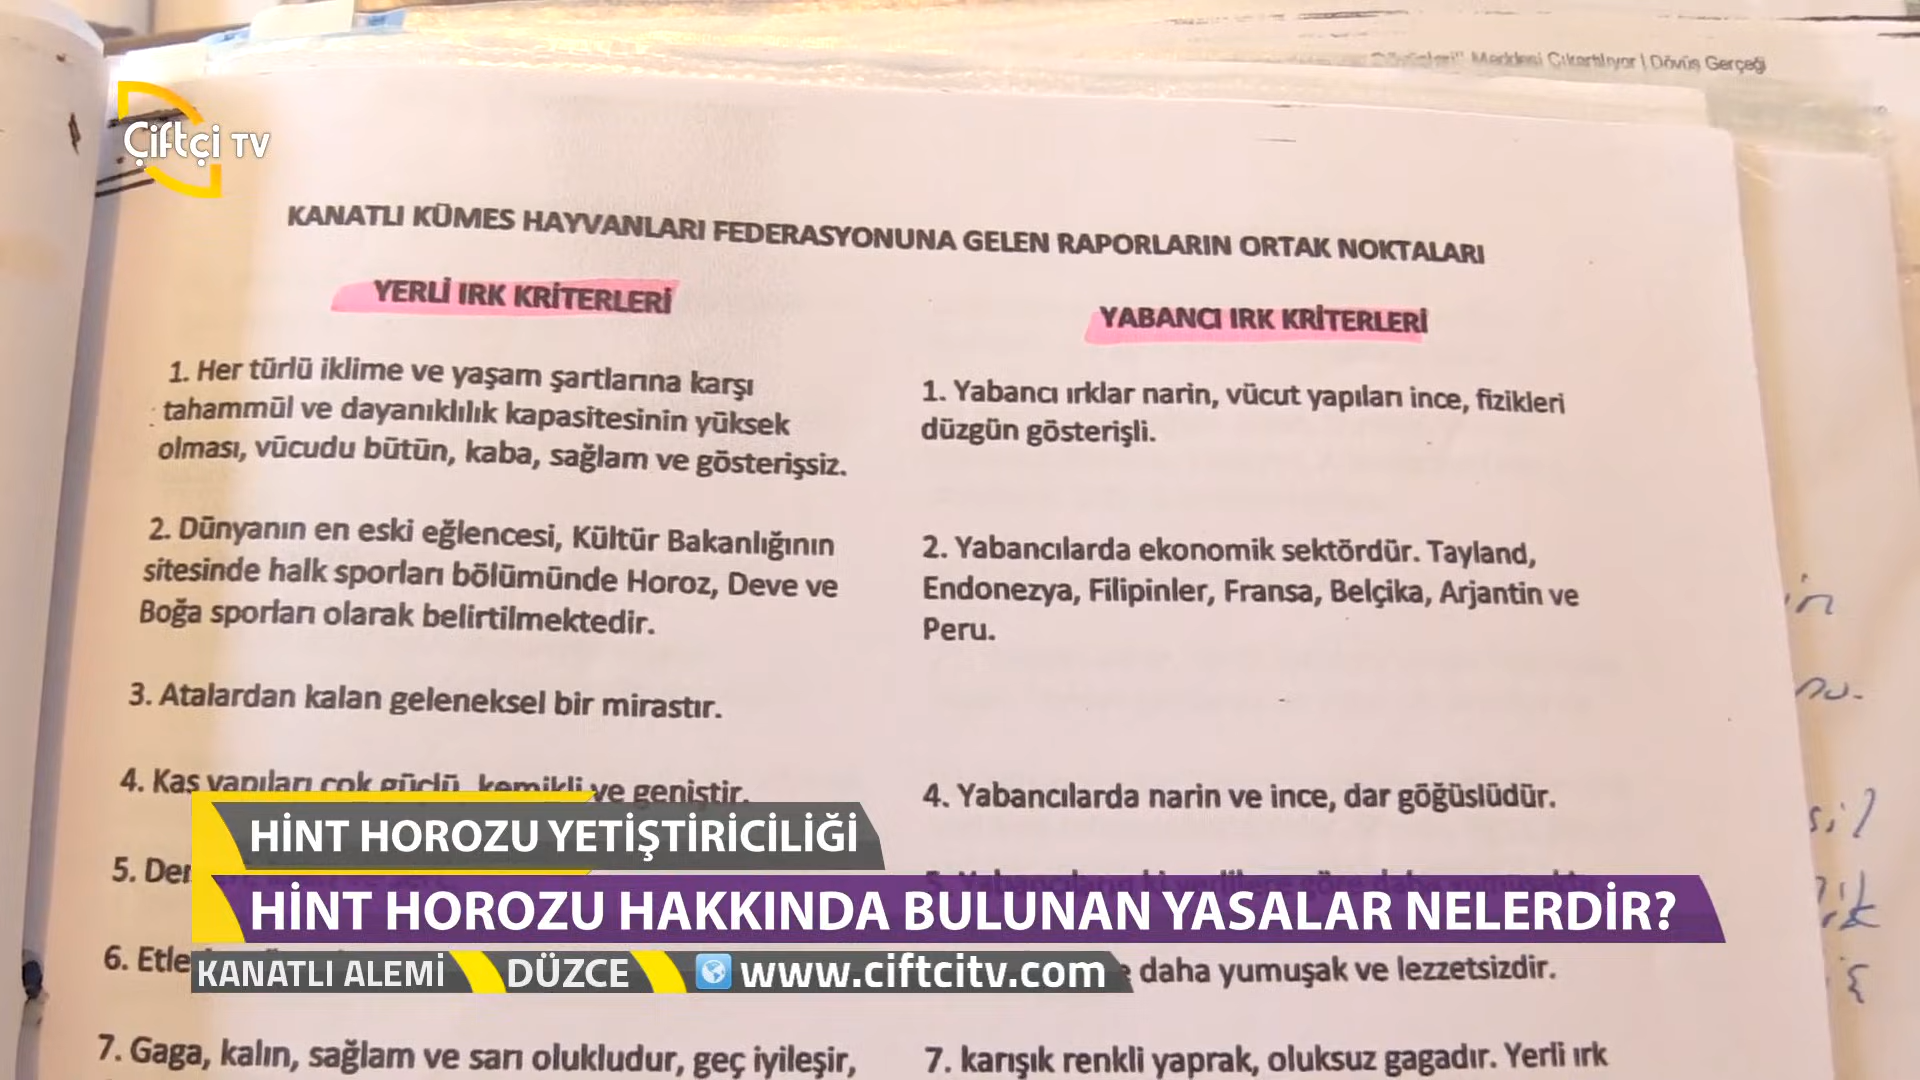 Çıkartılıyor | Dövüş Gerçeği
Çiftçi TV
KANATLI KÜMES HAYVANLARI FEDERASYONUNA GELEN RAPORLARIN ORTAK NOKTALARI
YERLİ IRK KRİTERLERİ
1. Her türlü iklime ve yaşam şartlarına karşı
tahammül ve dayanıklılık kapasitesinin yüksek
olması, vücudu bütün, kaba, sağlam ve gösterişsiz.
2. Dünyanın en eski eğlencesi, Kültür Bakanlığının
sitesinde halk sporları bölümünde Horoz, Deve ve
Boğa sporları olarak belirtilmektedir.
3. Atalardan kalan geleneksel bir mirastır.
4. Kas yapıları çok güçlü, kemikli ve geniştir.
5.
6.
7. Gaga, kalın, sağlam ve sarı olukludur, geç iyileşir,
YABANCI IRK KRİTERLERİ
1. Yabancı ırklar narin, vücut yapıları ince, fizikleri
düzgün gösterişli.
2. Yabancılarda ekonomik sektördür. Tayland,
Endonezya, Filipinler, Fransa, Belçika, Arjantin ve
Peru.
4. Yabancılarda narin ve ince, dar göğüslüdür.
daha yumuşak ve lezzetsizdir.
7. karışık renkli yaprak, oluksuz gagadır. Yerli ırk
HİNT HOROZU YETİŞTİRİCİLİĞİ
HİNT HOROZU HAKKINDA BULUNAN YASALAR NELERDİR?
KANATLI ALEMİ DÜZCE www.ciftcitv.com